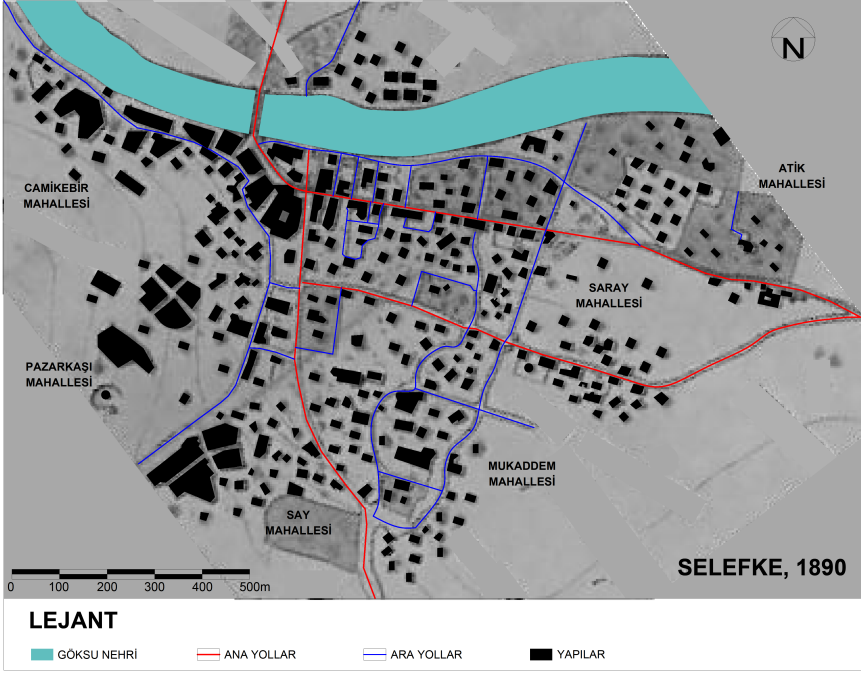 N
ATİK
MAHALLESİ
CAMİKEBİR
MAHALLESİ
SARAY
MAHALLESİ
PAZARKAŞI
MAHALLESİ
MUKADDEM
MAHALLESİ
SAY
MAHALLESİ
SELEFKE, 1890
0 100 200 300 400 500m
LEJANT
GÖKSU NEHRİ ANA YOLLAR ARA YOLLAR YAPILAR